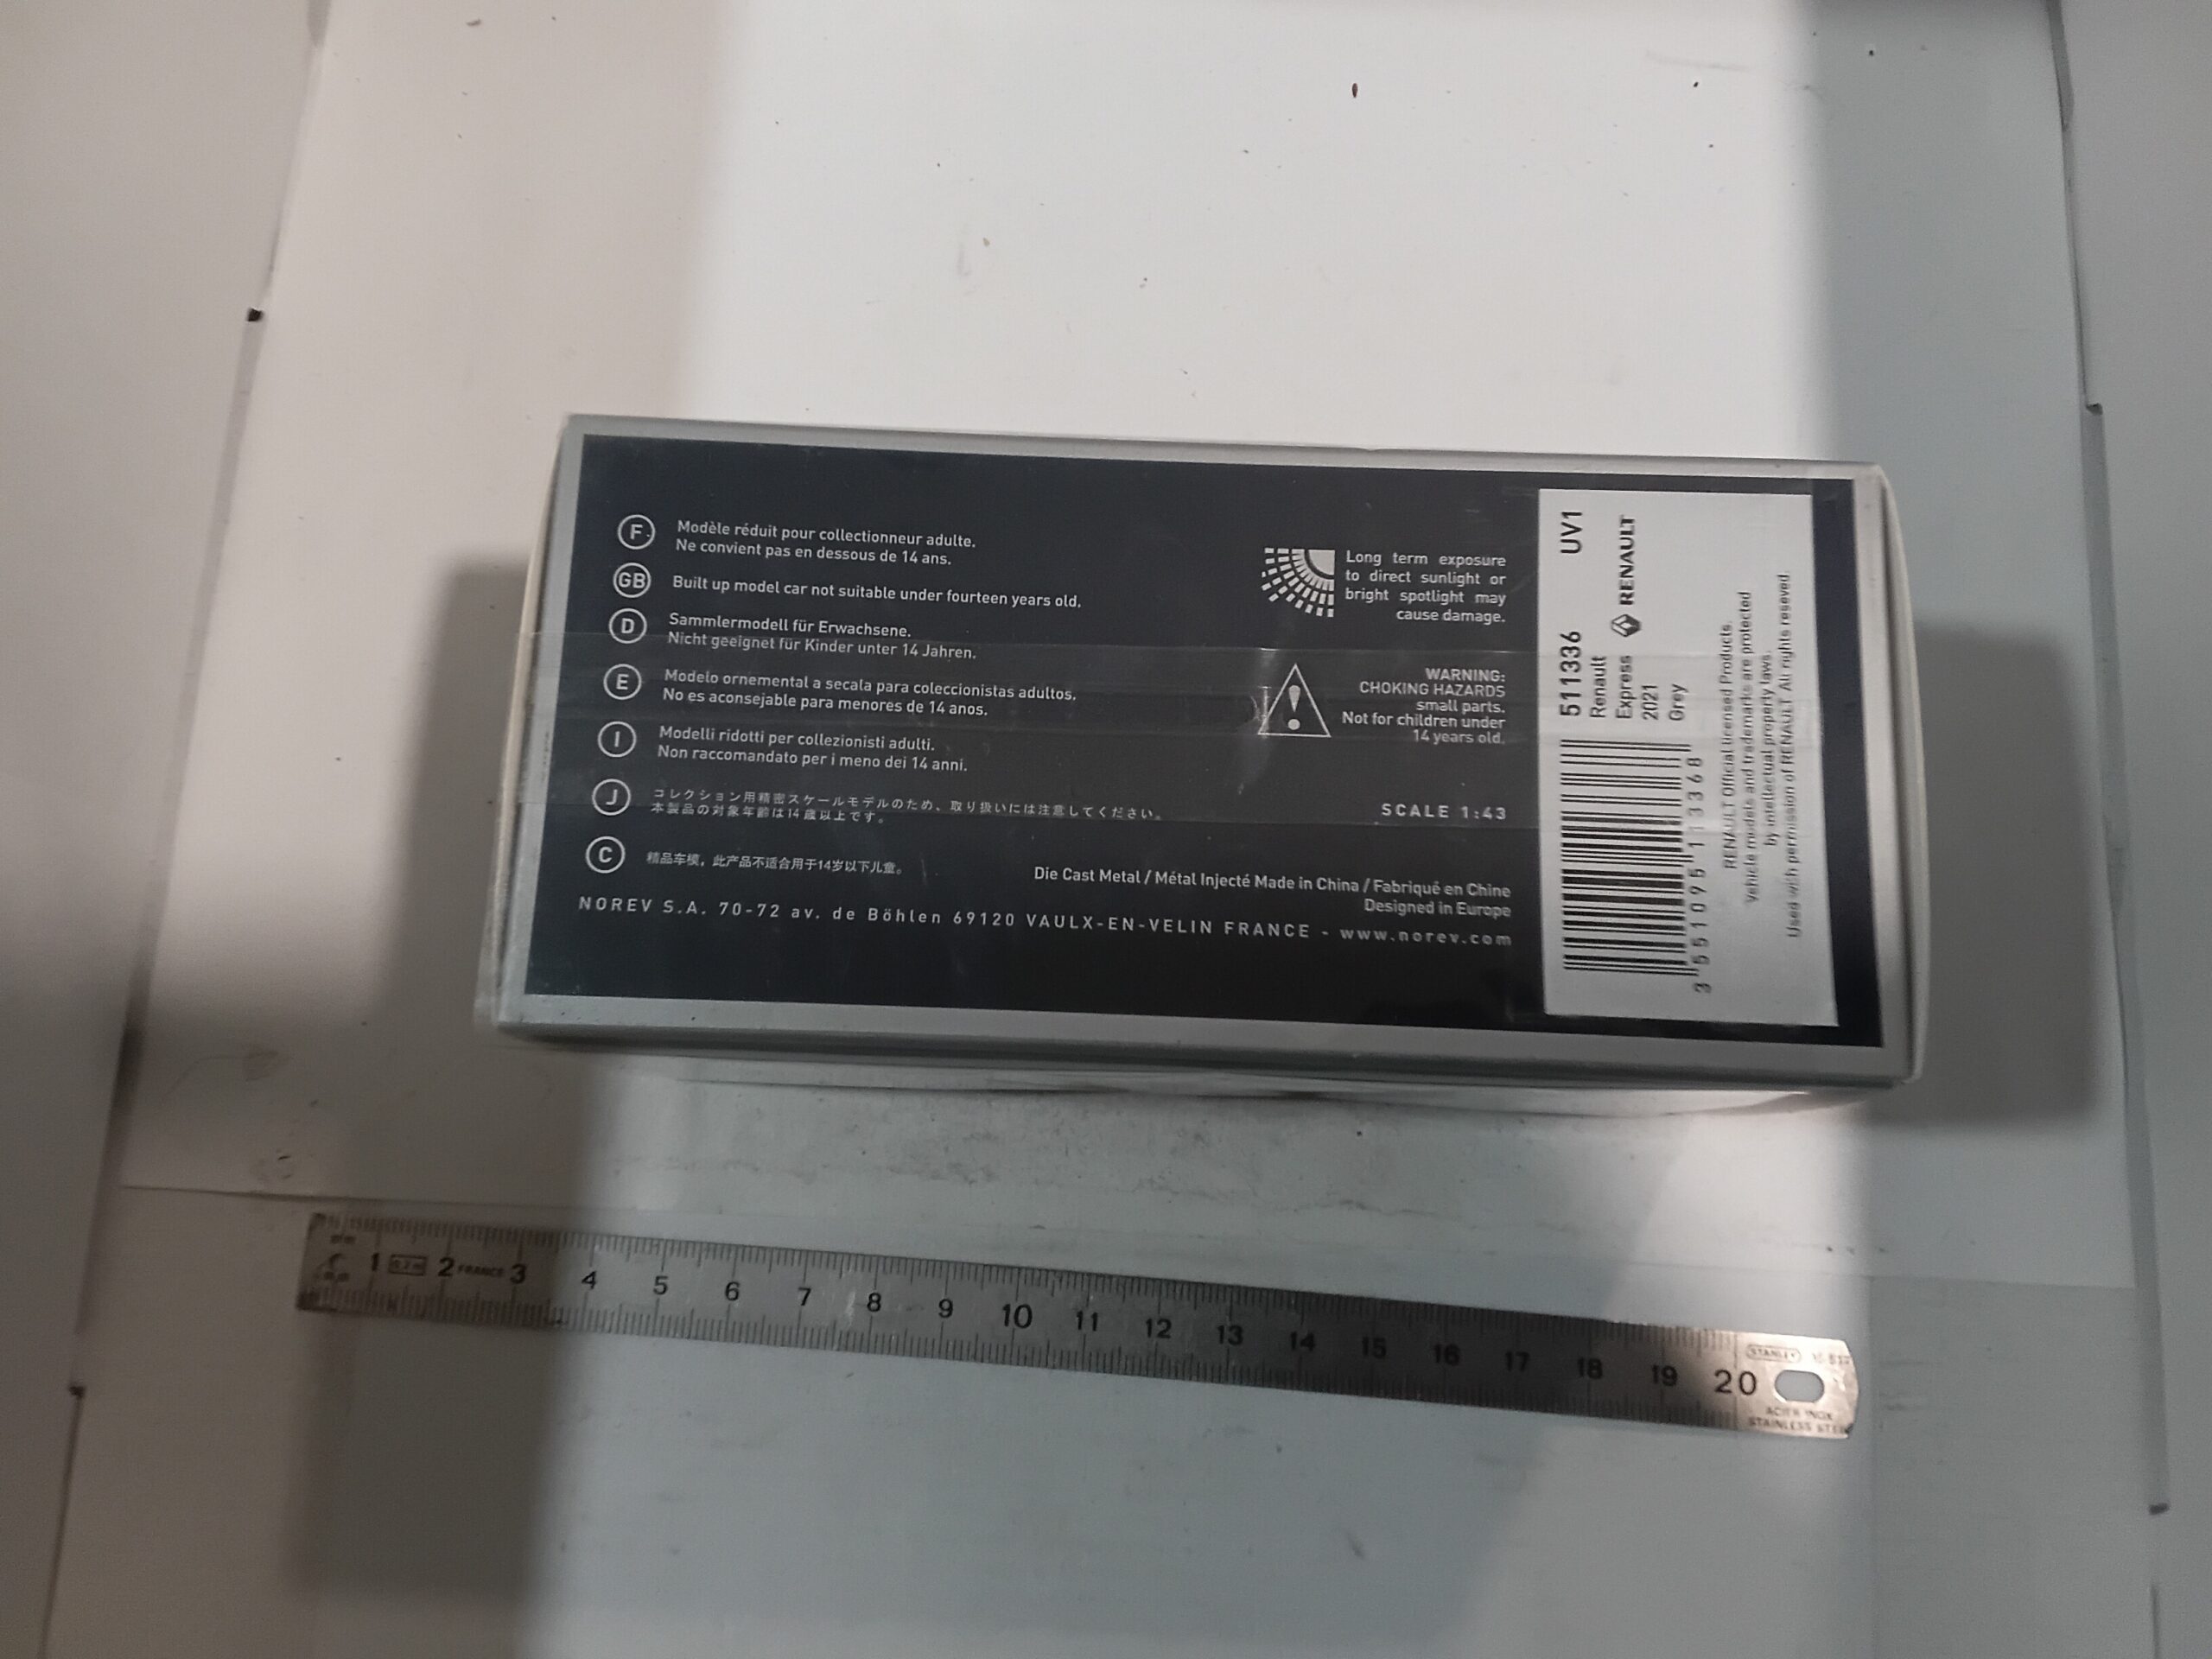 F
Modèle réduit pour collectionneur adulte.
Ne convient pas en dessous de 14 ans.
GB
Built up model car not suitable under fourteen years old.
D
Sammlermodell für Erwachsene.
Nicht geeignet für Kinder unter 14 Jahren.
E
Modelo ornemental a secala para coleccionistas adultos.
No es aconsejable para menores de 14 anos.
I
Modelli ridotti per collezionisti adulti.
Non raccomandato per i meno dei 14 anni.
J
コレクション用精密スケールモデルのため、取り扱いには注意してください。
本製品の対象年齢は14歳以上です。
C
精品车模，此产品不适合用于14岁以下儿童。
Long term exposure
to direct sunlight or
bright spotlight may
cause damage.
WARNING:
CHOKING HAZARDS
small parts.
Not for children under
14 years old.
SCALE 1:43
Die Cast Metal / Métal Injecté Made in China / Fabriqué en Chine
Designed in Europe
NOREV S.A. 70-72 av. de Böhlen 69120 VAULX-EN-VELIN FRANCE - www.norev.com
511336 UV1
Renault
Express RENAULT
2021
Grey
3 551095 113368
RENAULT Official licensed Products.
Vehicle models and trademarks are protected
by intellectual property laws.
Used with permission of RENAULT. All rights reseved.
1 2 FRANCE 3 4 5 6 7 8 9 10 11 12 13 14 15 16 17 18 19 20
STANLEY
ACIER INOX
STAINLESS STEEL